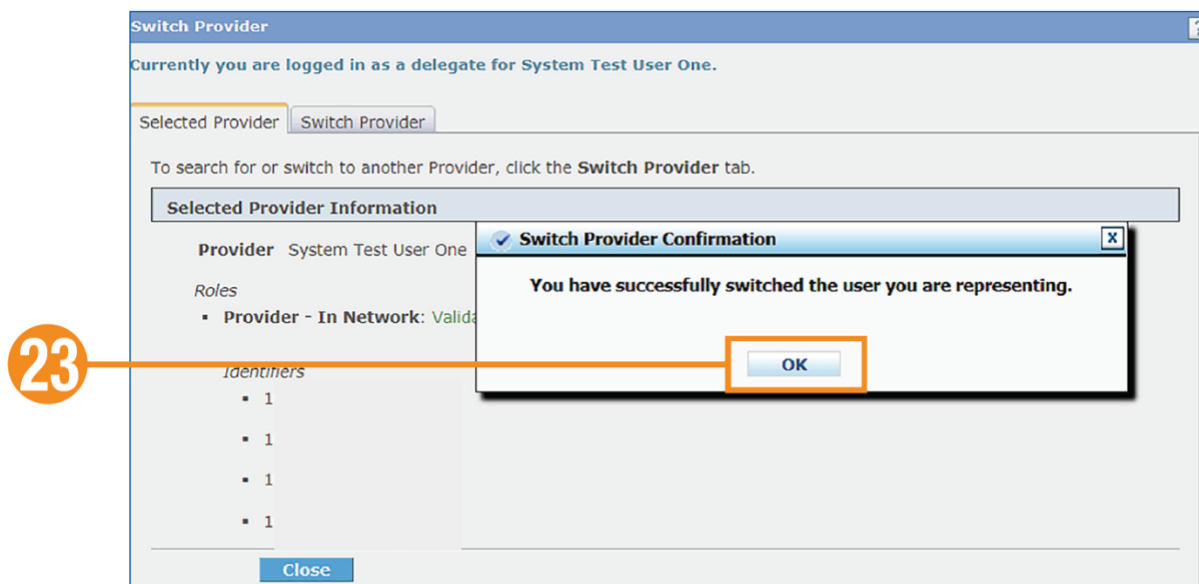 Switch Provider
?
Currently you are logged in as a delegate for System Test User One.
Selected Provider
Switch Provider
To search for or switch to another Provider, click the Switch Provider tab.
Selected Provider Information
Provider System Test User One
Switch Provider Confirmation
X
You have successfully switched the user you are representing.
OK
Roles
▪ Provider - In Network:
23
Identifiers
▪ 1
▪ 1
▪ 1
▪ 1
Close